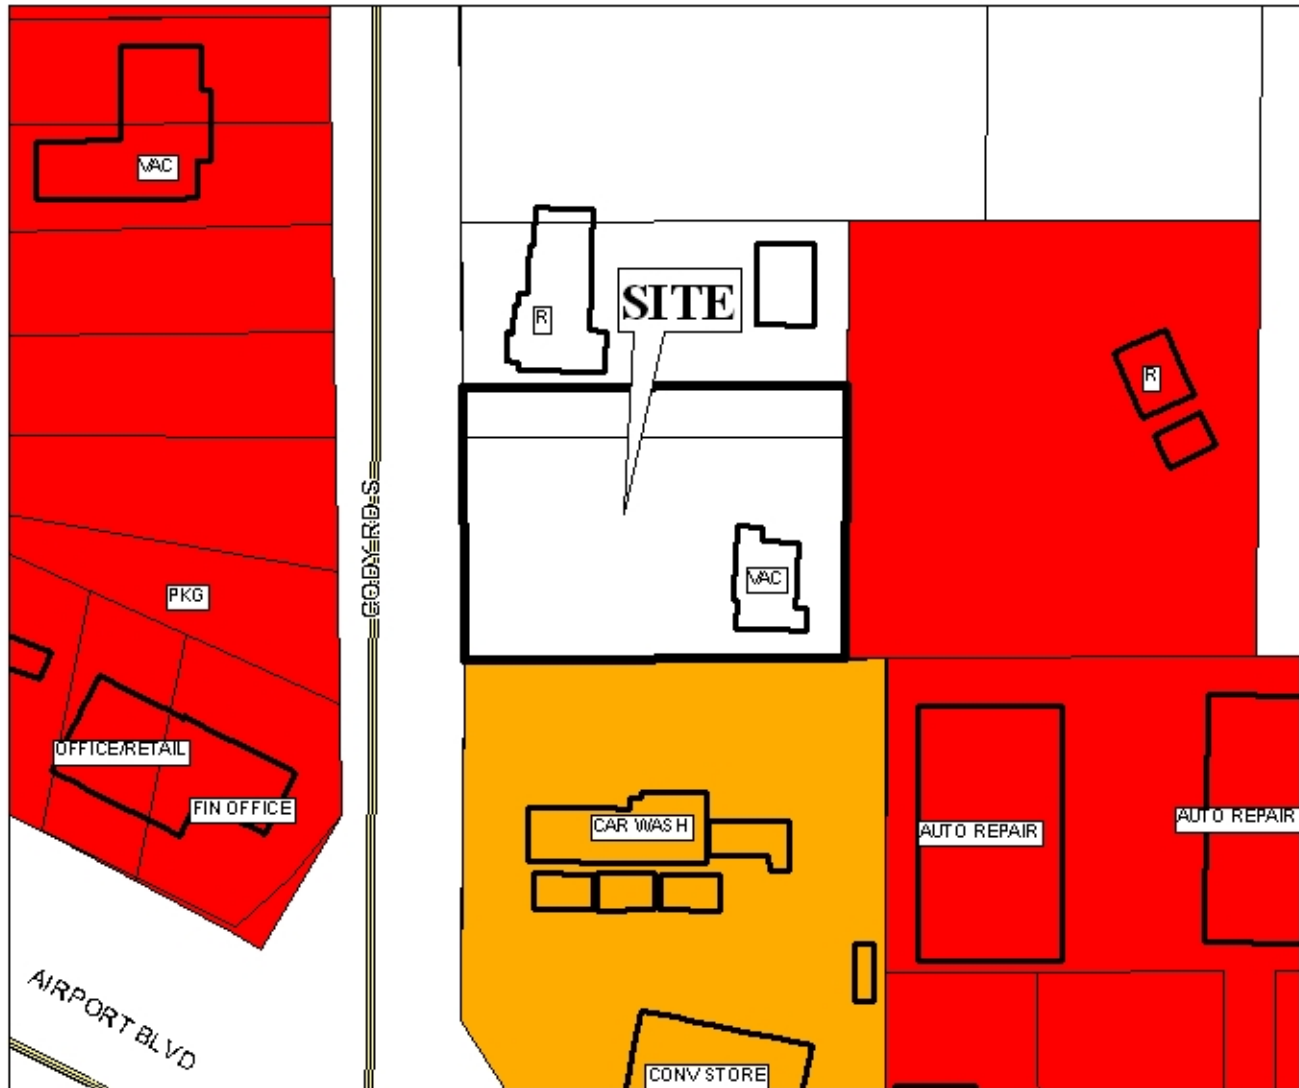 VAC
R
SITE
R
CODY RD S
VAC
PKG
OFFICE/RETAIL
FIN OFFICE
CAR WASH
AUTO REPAIR
AUTO REPAIR
AIRPORT BLVD
CONV STORE